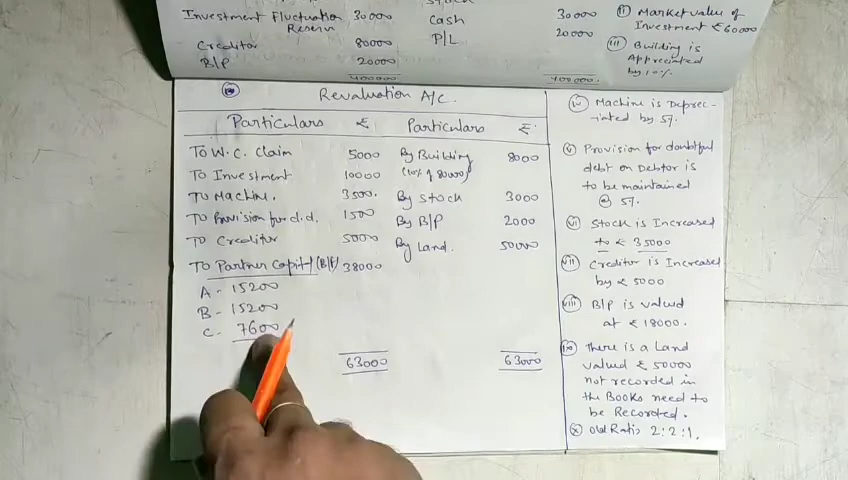 Investment Fluctuation 30000
Reserve
Cash 30000
Creditor 80000
P/L 20000
B/P 20000
400000 400000
(ii) Market value of
Investment ₹ 60000
(iii) Building is
Appreciated
by 10%.
Revaluation A/C.
Particulars ₹ Particulars ₹
To W.C. Claim 5000 By Building 8000
(10% of 80000)
To Investment 10000
To Machine. 3500. By Stock 3000
To Provision for d.d. 1500 By B/P 2000
To Creditor 5000 By Land. 50000
To Partner Capital (B/F) 38000
A - 15200
B - 15200
C - 7600
63000 63000
(iv) Machine is Deprec-
iated by 5%.
(v) Provision for doubtful
debt on Debtor is
to be maintained
@ 5%.
(vi) Stock is Increased
to ₹ 35000
(vii) Creditor is Increased
by ₹ 5000
(viii) B/P is valued
at ₹ 18000.
(ix) There is a Land
valued ₹ 50000
not recorded in
the Books need to
be Recorded.
(x) Old Ratio 2:2:1.